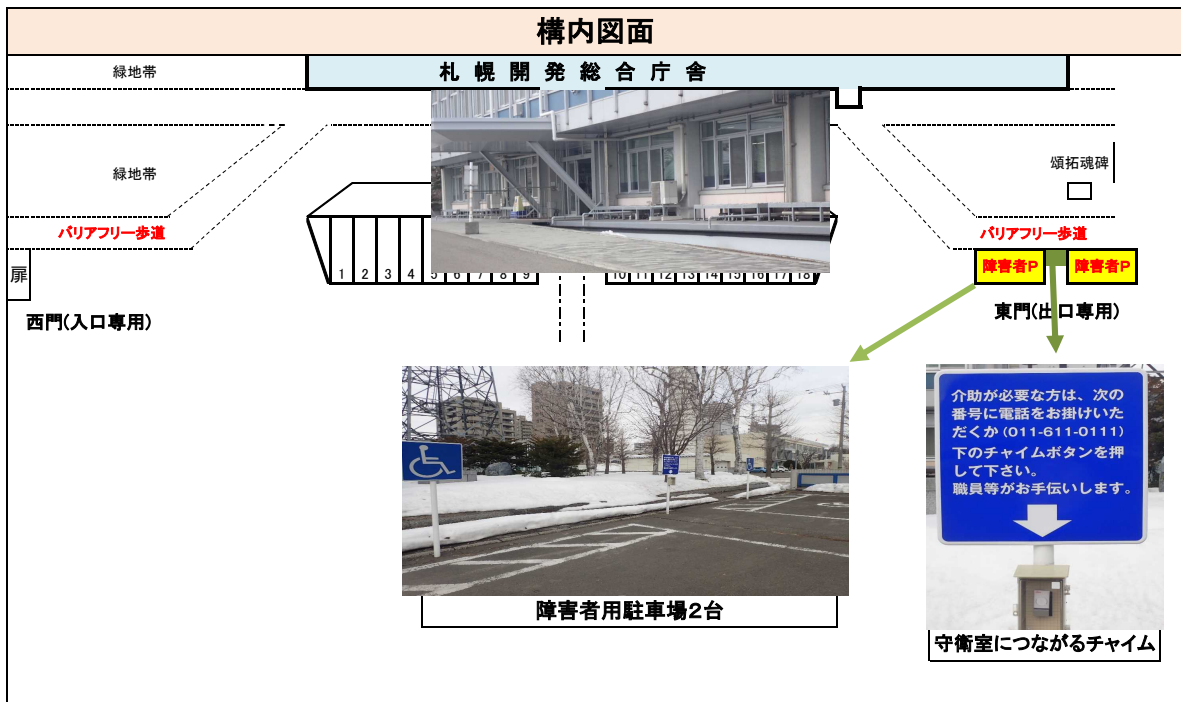 構内図面
緑地帯
札幌開発総合庁舎
緑地帯
頌拓魂碑
バリアフリー歩道
バリアフリー歩道
扉
1 2 3 4 5 6 7 8 9
10 11 12 13 14 15 16 17 18
障害者P
障害者P
西門(入口専用)
東門(出口専用)
介助が必要な方は、次の
番号に電話をお掛けいた
だくか(011-611-0111)
下のチャイムボタンを押
して下さい。
職員等がお手伝いします。
障害者用駐車場2台
守衛室につながるチャイム